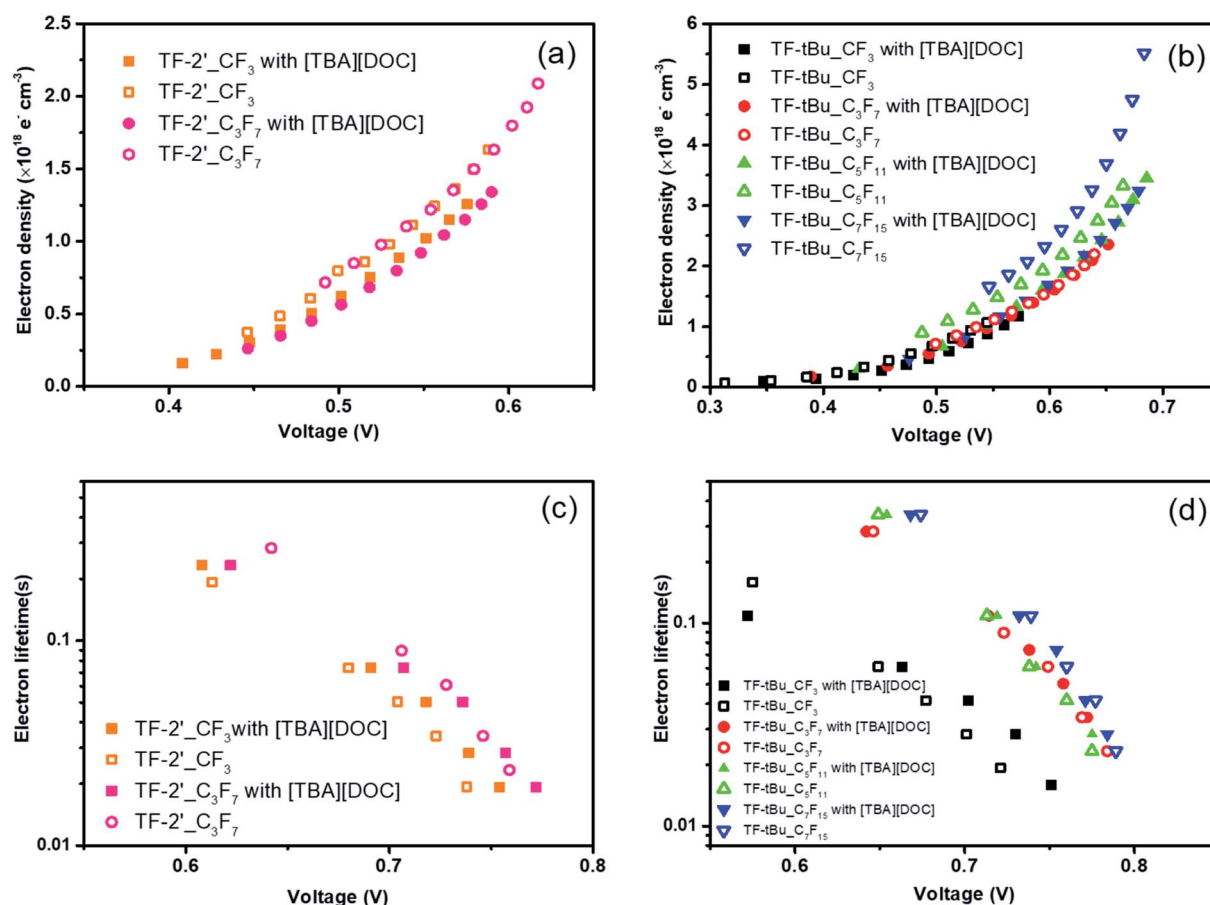 2.5
2.0
1.5
1.0
0.5
0.0
Electron density (×10¹⁸ e⁻ cm⁻³)
TF-2'_CF₃ with [TBA][DOC]
TF-2'_CF₃
TF-2'_C₃F₇ with [TBA][DOC]
TF-2'_C₃F₇
(a)
0.4 0.5 0.6
Voltage (V)
6
5
4
3
2
1
0
Electron density (×10¹⁸ e⁻ cm⁻³)
TF-tBu_CF₃ with [TBA][DOC]
TF-tBu_CF₃
TF-tBu_C₃F₇ with [TBA][DOC]
TF-tBu_C₃F₇
TF-tBu_C₅F₁₁ with [TBA][DOC]
TF-tBu_C₅F₁₁
TF-tBu_C₇F₁₅ with [TBA][DOC]
TF-tBu_C₇F₁₅
(b)
0.3 0.4 0.5 0.6 0.7
Voltage (V)
(c)
0.1
0.01
Electron lifetime(s)
TF-2'_CF₃with [TBA][DOC]
TF-2'_CF₃
TF-2'_C₃F₇ with [TBA][DOC]
TF-2'_C₃F₇
0.6 0.7 0.8
Voltage (V)
(d)
0.1
0.01
Electron lifetime(s)
TF-tBu_CF₃ with [TBA][DOC]
TF-tBu_CF₃
TF-tBu_C₃F₇ with [TBA][DOC]
TF-tBu_C₃F₇
TF-tBu_C₅F₁₁ with [TBA][DOC]
TF-tBu_C₅F₁₁
TF-tBu_C₇F₁₅ with [TBA][DOC]
TF-tBu_C₇F₁₅
0.6 0.7 0.8
Voltage (V)